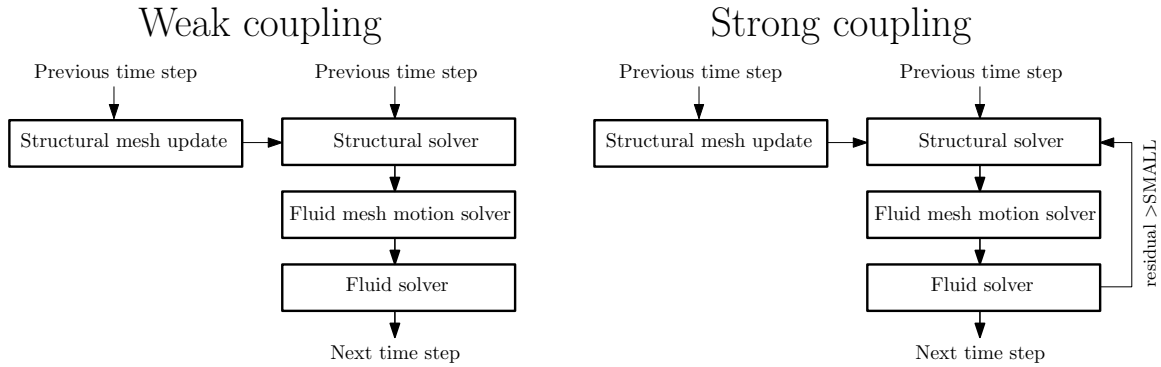 Weak coupling
Previous time step
Previous time step
Structural mesh update
Structural solver
Fluid mesh motion solver
Fluid solver
Next time step
Strong coupling
Previous time step
Previous time step
Structural mesh update
Structural solver
Fluid mesh motion solver
Fluid solver
residual >SMALL
Next time step